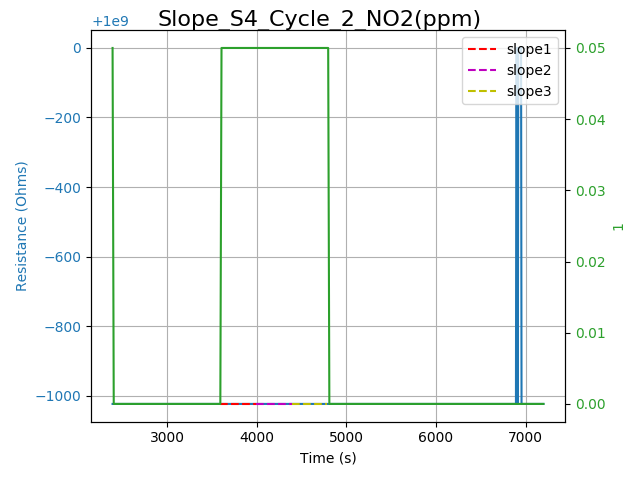 Slope_S4_Cycle_2_NO2(ppm)
+1e9
0
−200
−400
−600
−800
−1000
Resistance (Ohms)
3000 4000 5000 6000 7000
Time (s)
0.05
0.04
0.03
0.02
0.01
0.00
1
slope1
slope2
slope3